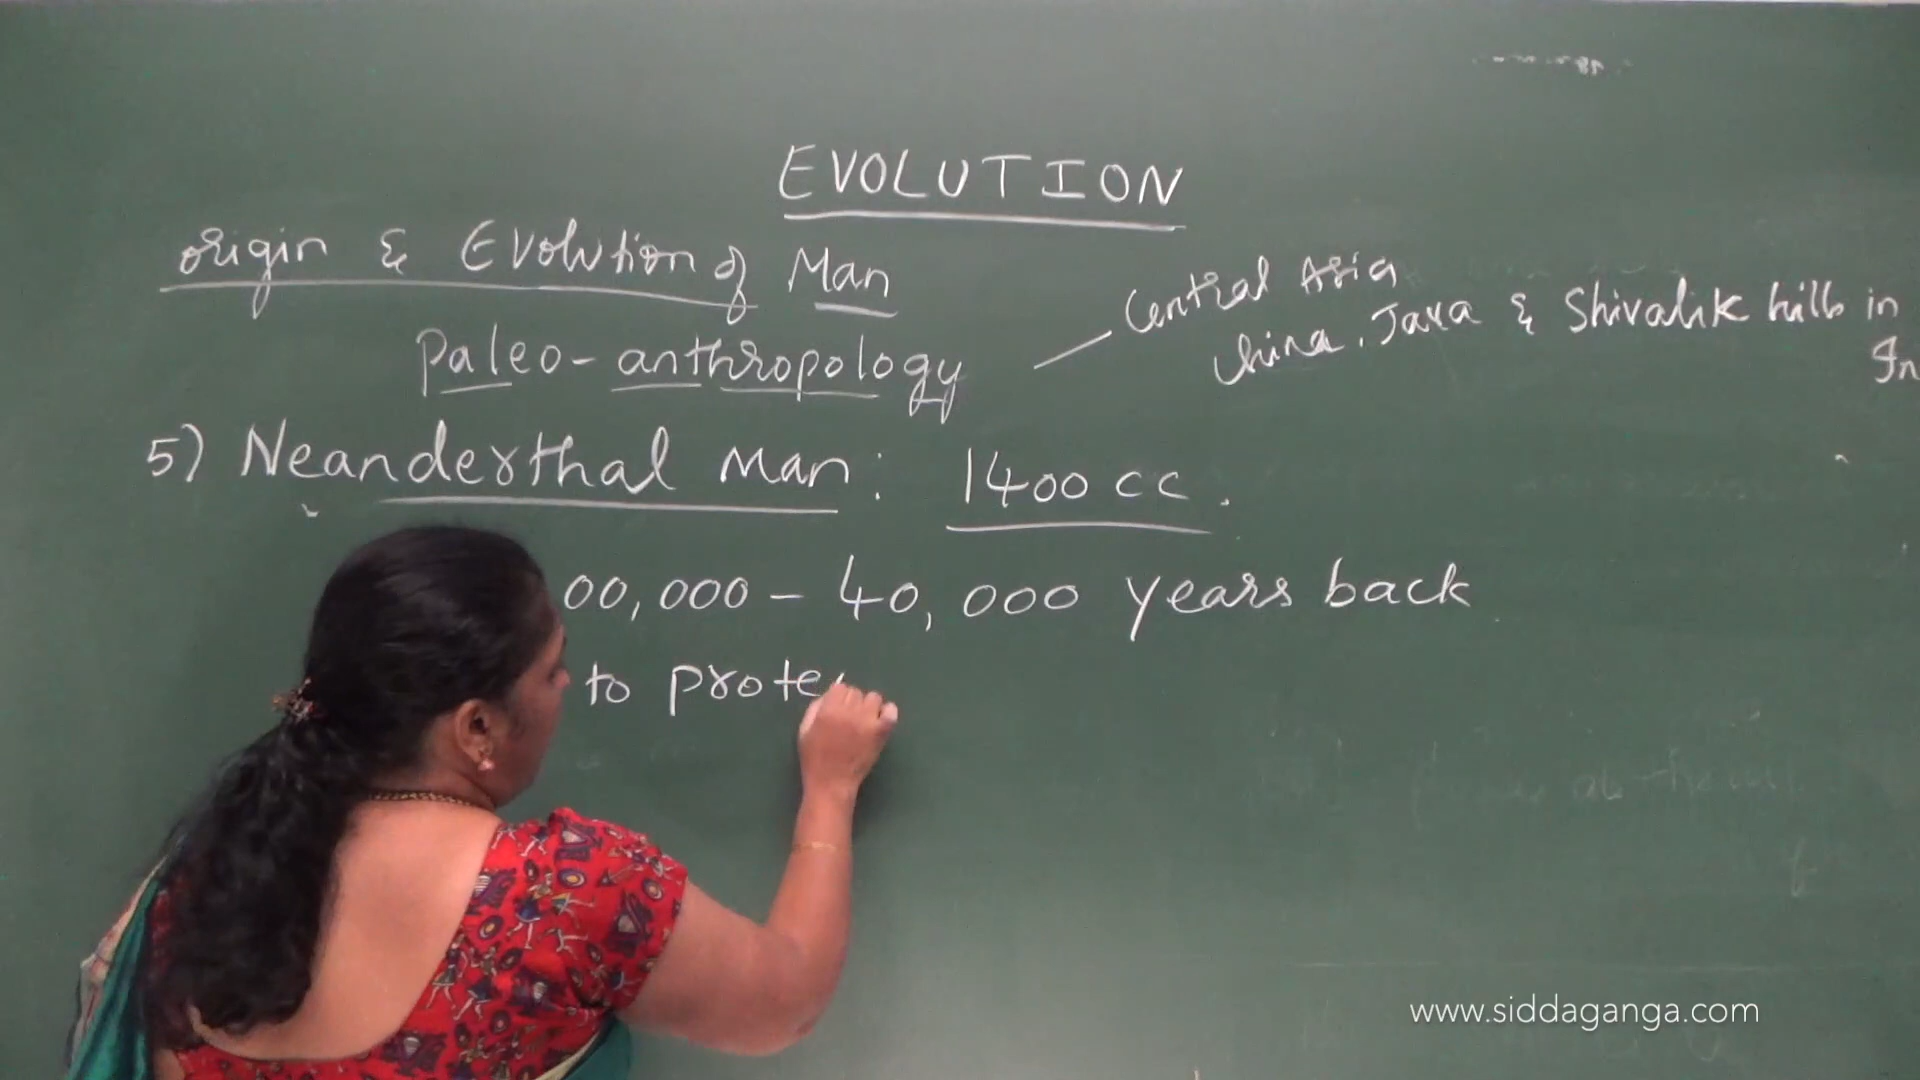 EVOLUTION
origin & Evolution of Man
Paleo-anthropology
Central Asia
China, Java & Shivalik hills in
In
5) Neanderthal Man: 1400 cc.
00,000 - 40,000 years back
to prote
www.siddaganga.com